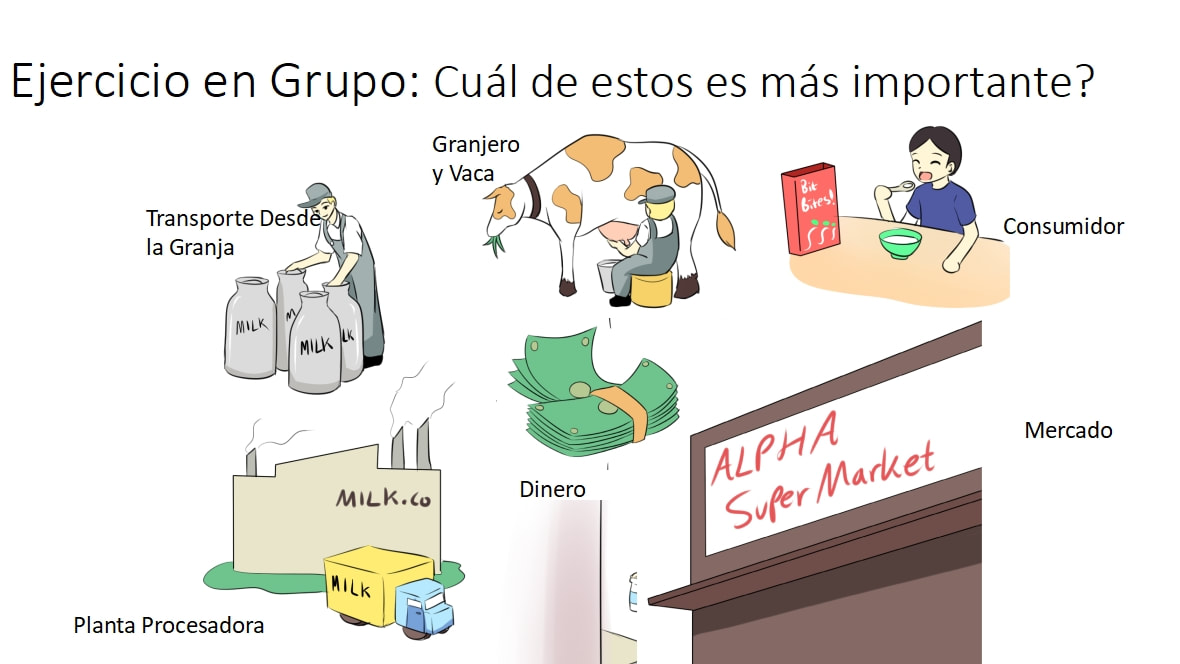 Ejercicio en Grupo: Cuál de estos es más importante?
Granjero
y Vaca
Transporte Desde
la Granja
Consumidor
Bit
Bites!
MILK
M
MILK
LK
MILK.co
MILK
Planta Procesadora
Dinero
ALPHA
Super Market
Mercado